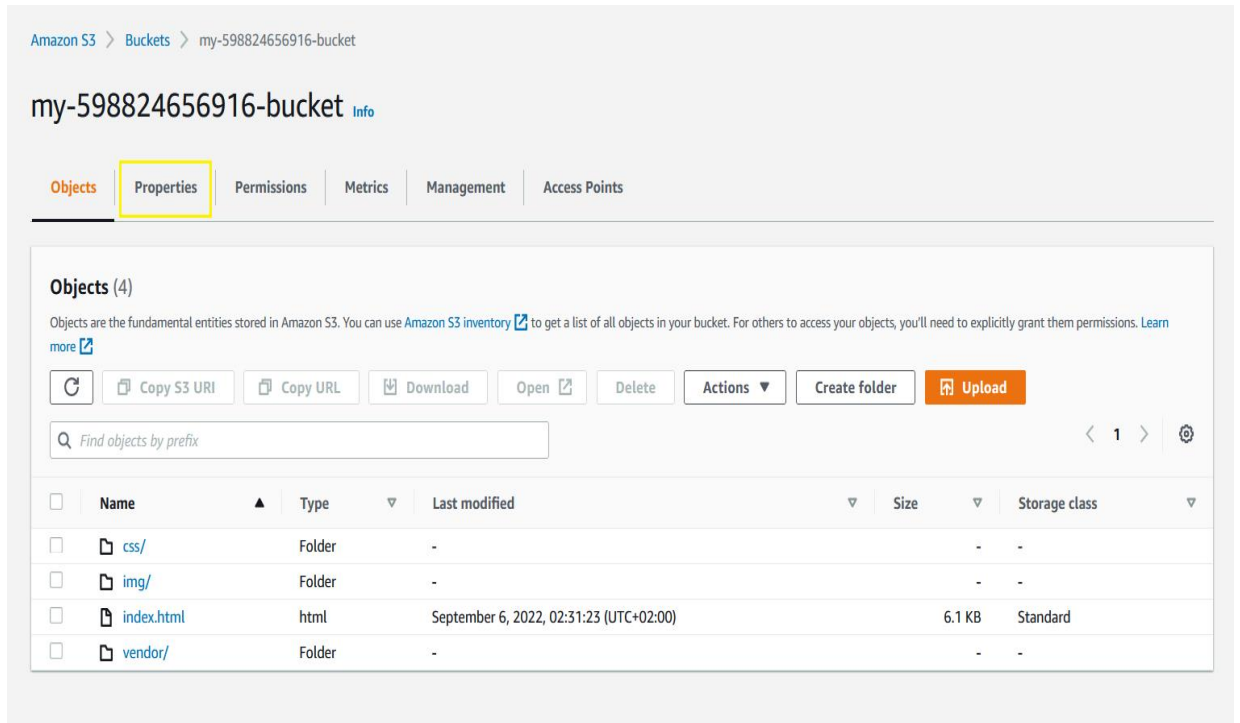 Amazon S3 > Buckets > my-598824656916-bucket
my-598824656916-bucket Info
Objects Properties Permissions Metrics Management Access Points
Objects (4)
Objects are the fundamental entities stored in Amazon S3. You can use Amazon S3 inventory to get a list of all objects in your bucket. For others to access your objects, you'll need to explicitly grant them permissions. Learn
more
Copy S3 URI Copy URL Download Open Delete Actions Create folder Upload
Find objects by prefix
< 1 >
Name Type Last modified Size Storage class
css/ Folder - - -
img/ Folder - - -
index.html html September 6, 2022, 02:31:23 (UTC+02:00) 6.1 KB Standard
vendor/ Folder - - -